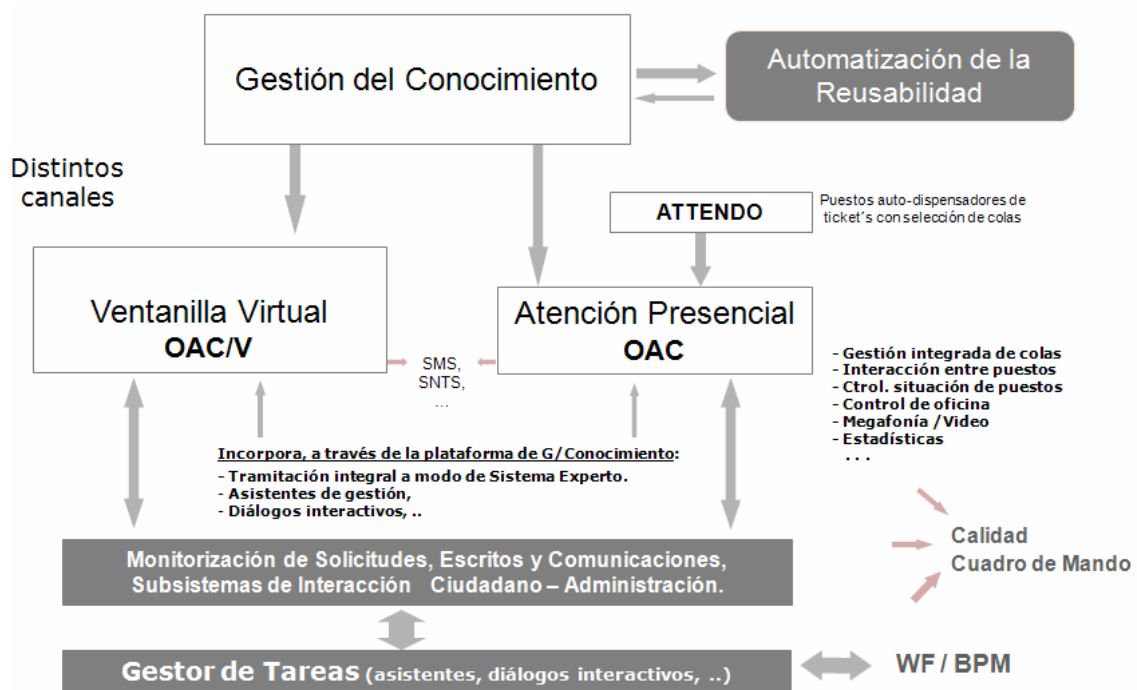 Gestión del Conocimiento
Automatización de la
Reusabilidad
Distintos
canales
ATTENDO
Puestos auto-dispensadores de
ticket´s con selección de colas
Ventanilla Virtual
OAC/V
Atención Presencial
OAC
SMS,
SNTS,
...
- Gestión integrada de colas
- Interacción entre puestos
- Ctrol. situación de puestos
- Control de oficina
- Megafonía / Video
- Estadísticas
. . .
Incorpora, a través de la plataforma de G/Conocimiento:
- Tramitación integral a modo de Sistema Experto.
- Asistentes de gestión,
- Diálogos interactivos, ..
Calidad
Cuadro de Mando
Monitorización de Solicitudes, Escritos y Comunicaciones,
Subsistemas de Interacción Ciudadano – Administración.
Gestor de Tareas (asistentes, diálogos interactivos, ..)
WF / BPM